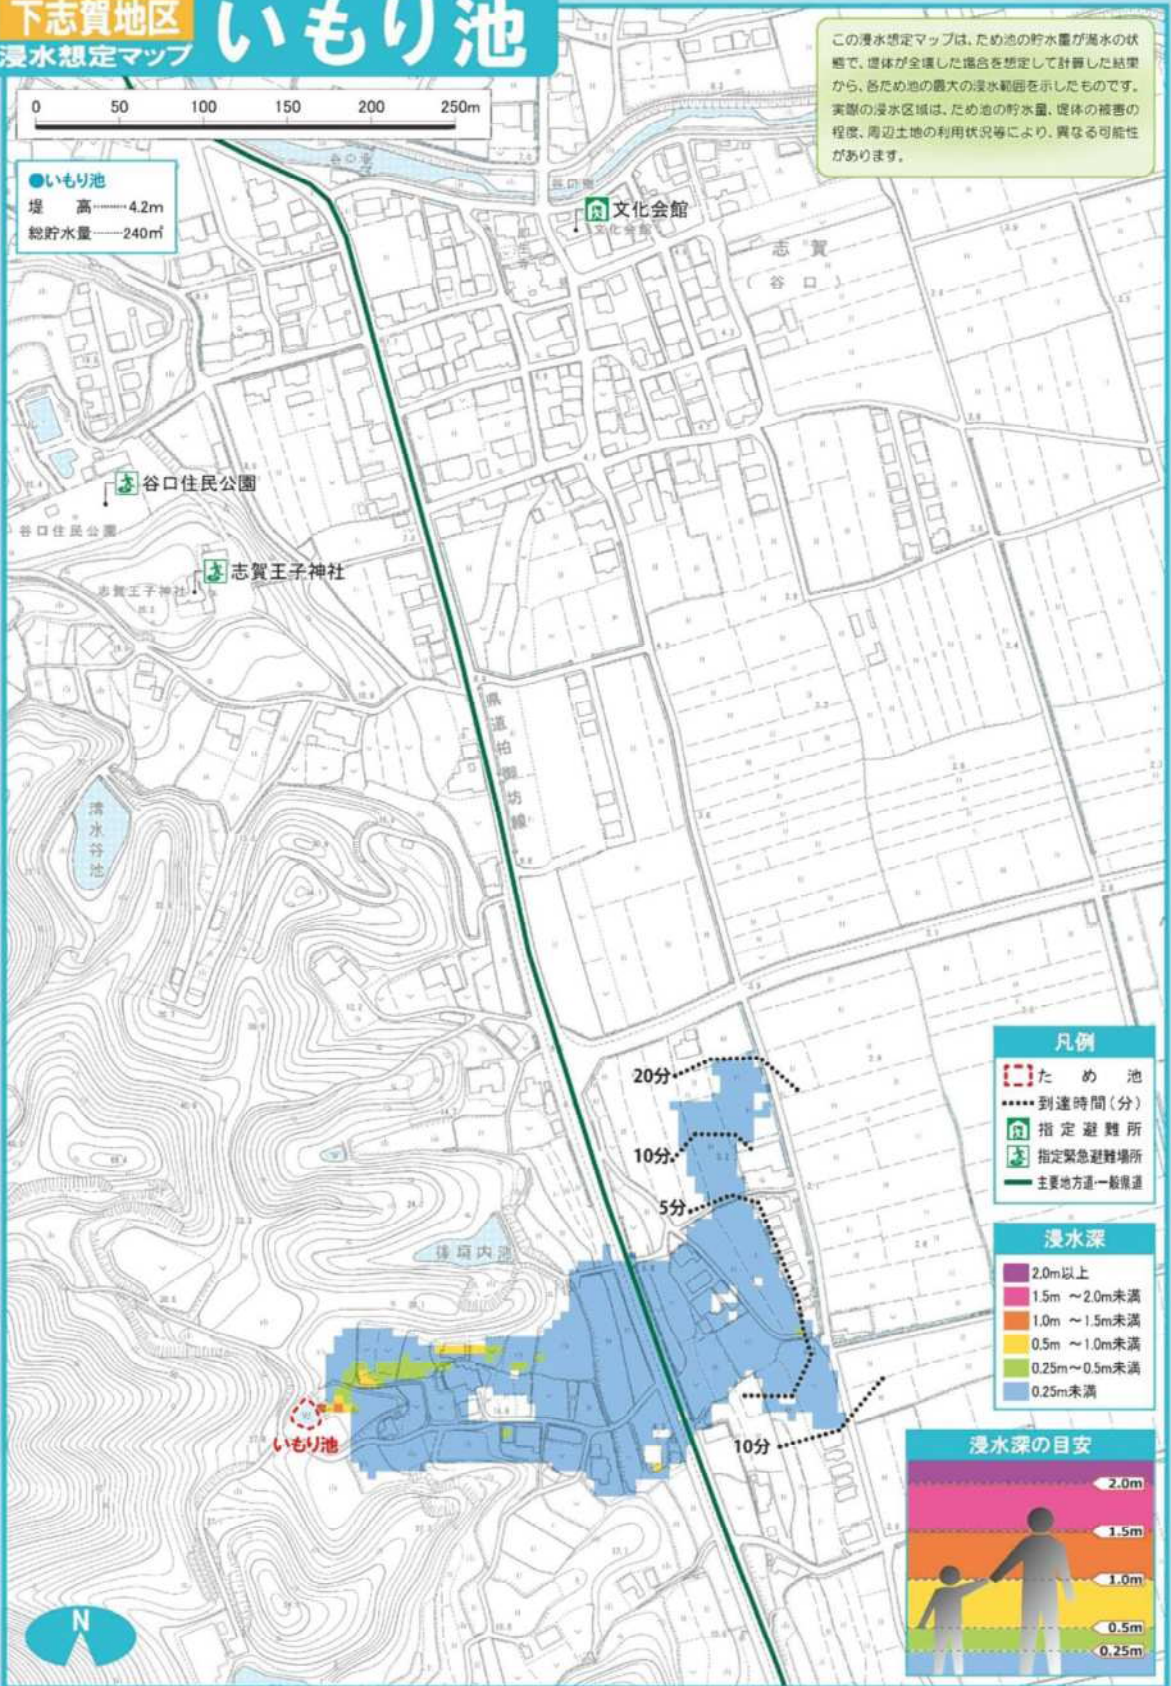 下志賀地区
浸水想定マップ
いもり池
この浸水想定マップは、ため池の貯水量が満水の状
態で、堤体が全壊した場合を想定して計算した結果
から、各ため池の最大の浸水範囲を示したものです。
実際の浸水区域は、ため池の貯水量、堤体の被害の
程度、周辺土地の利用状況等により、異なる可能性
があります。
0 50 100 150 200 250m
●いもり池
堤 高………4.2m
総貯水量……240㎥
文化会館
文化会館
志賀
(谷口)
谷口住民公園
谷口住民公園
志賀王子神社
志賀王子神社
県道柏御坊線
清水谷池
20分
10分
5分
後垣内池
いもり池
10分
凡例
ため池
到達時間(分)
指定避難所
指定緊急避難場所
主要地方道・一般県道
浸水深
2.0m以上
1.5m ～2.0m未満
1.0m ～1.5m未満
0.5m ～1.0m未満
0.25m～0.5m未満
0.25m未満
浸水深の目安
2.0m
1.5m
1.0m
0.5m
0.25m
N